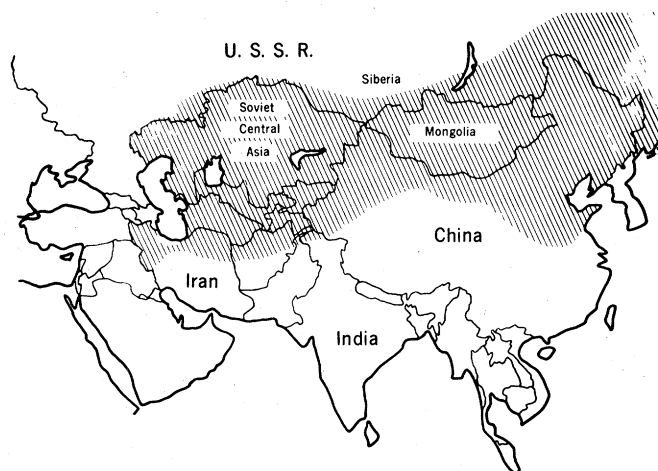 U. S. S. R.
Siberia
Soviet
Central
Asia
Mongolia
China
Iran
India